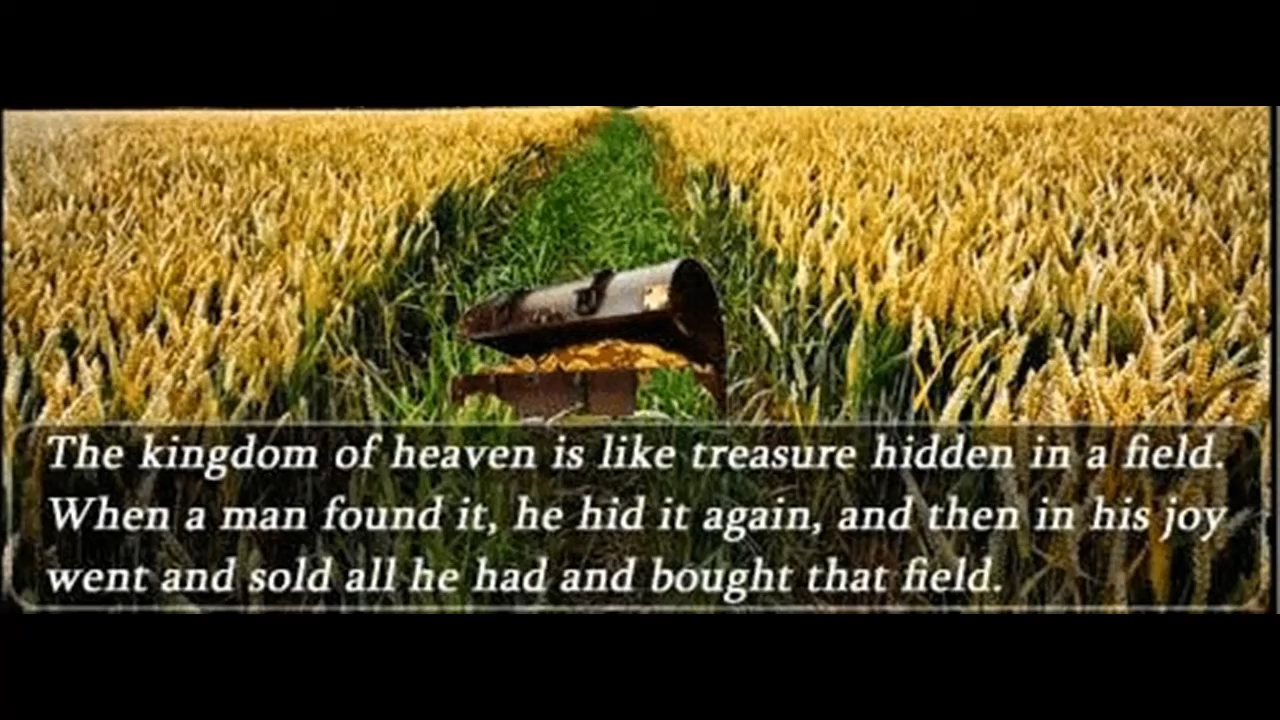 The kingdom of heaven is like treasure hidden in a field.
When a man found it, he hid it again, and then in his joy
went and sold all he had and bought that field.